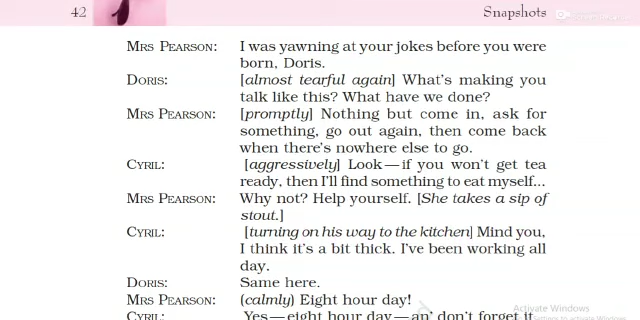 42 Snapshots
MRS PEARSON: I was yawning at your jokes before you were
born, Doris.
DORIS: [almost tearful again] What's making you
talk like this? What have we done?
MRS PEARSON: [promptly] Nothing but come in, ask for
something, go out again, then come back
when there's nowhere else to go.
CYRIL: [aggressively] Look—if you won't get tea
ready, then I'll find something to eat myself...
MRS PEARSON: Why not? Help yourself. [She takes a sip of
stout.]
CYRIL: [turning on his way to the kitchen] Mind you,
I think it's a bit thick. I've been working all
day.
DORIS: Same here.
MRS PEARSON: (calmly) Eight hour day!
CYRIL: Yes—eight hour day—an' don't forget it.
Activate Windows